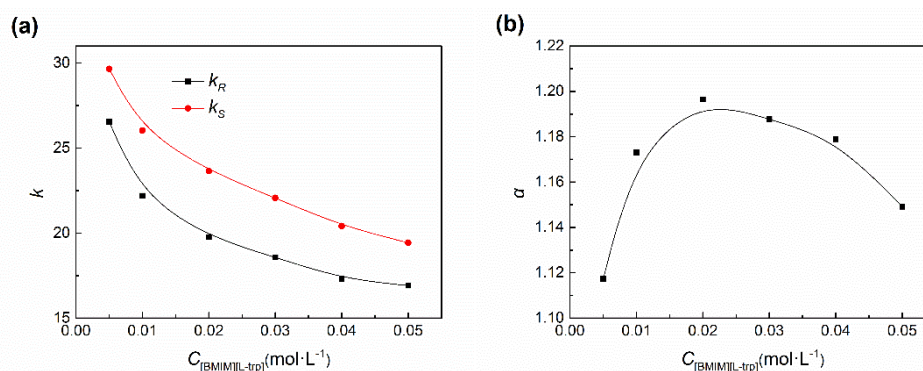 (a)
30
25
20
15
k
k_R
k_S
0.00 0.01 0.02 0.03 0.04 0.05
C[BMIM][L-trp](mol·L⁻¹)
(b)
1.22
1.20
1.18
1.16
1.14
1.12
1.10
α
0.00 0.01 0.02 0.03 0.04 0.05
C[BMIM][L-trp](mol·L⁻¹)